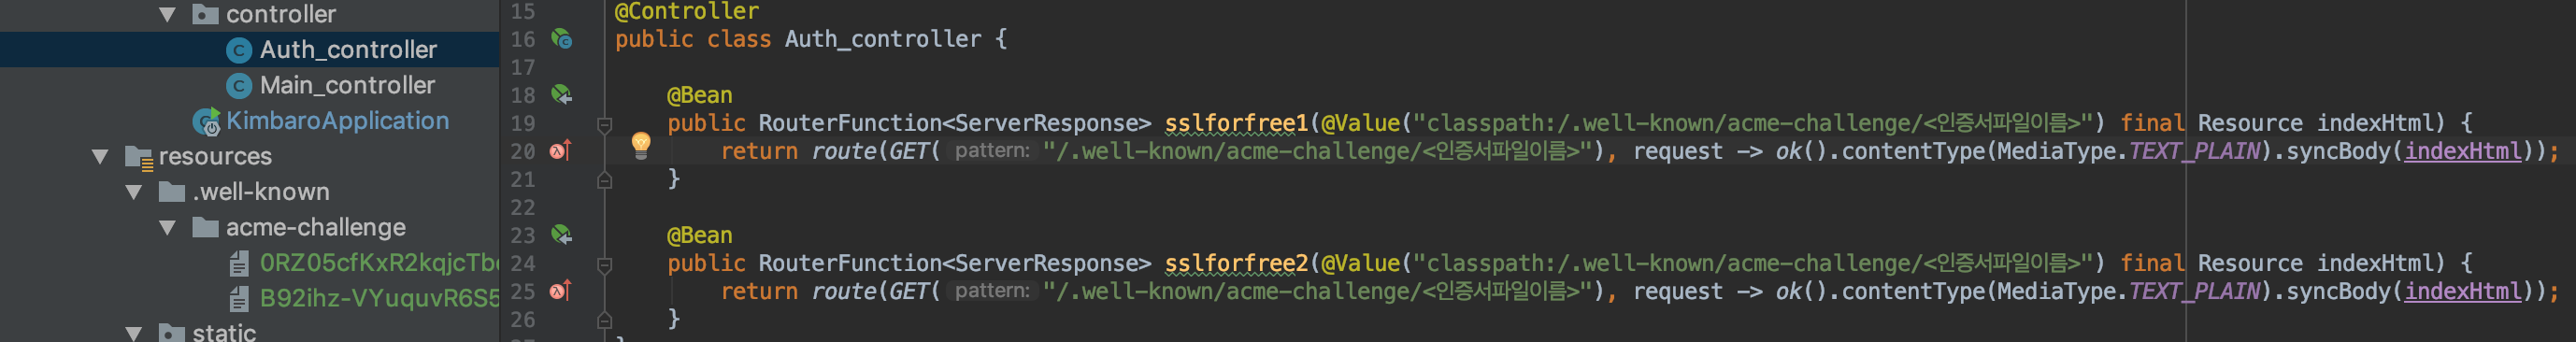 controller
Auth_controller
Main_controller
KimbaroApplication
resources
.well-known
acme-challenge
0RZ05cfKxR2kqjcTb
B92ihz-VYuquvR6S5
static
15 @Controller
16 public class Auth_controller {
17
18 @Bean
19 public RouterFunction<ServerResponse> sslforfree1(@Value("classpath:/.well-known/acme-challenge/<인증서파일이름>") final Resource indexHtml) {
20 return route(GET( pattern: "/.well-known/acme-challenge/<인증서파일이름>"), request -> ok().contentType(MediaType.TEXT_PLAIN).syncBody(indexHtml));
21 }
22
23 @Bean
24 public RouterFunction<ServerResponse> sslforfree2(@Value("classpath:/.well-known/acme-challenge/<인증서파일이름>") final Resource indexHtml) {
25 return route(GET( pattern: "/.well-known/acme-challenge/<인증서파일이름>"), request -> ok().contentType(MediaType.TEXT_PLAIN).syncBody(indexHtml));
26 }